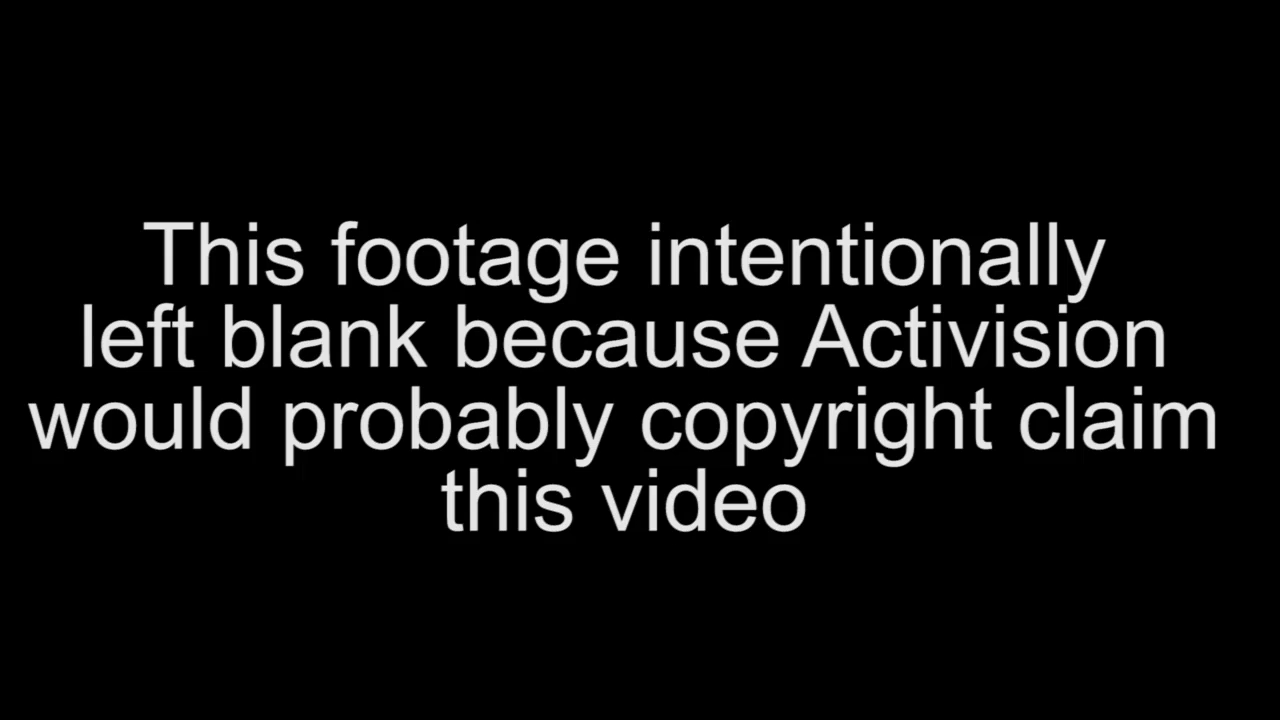 This footage intentionally
left blank because Activision
would probably copyright claim
this video